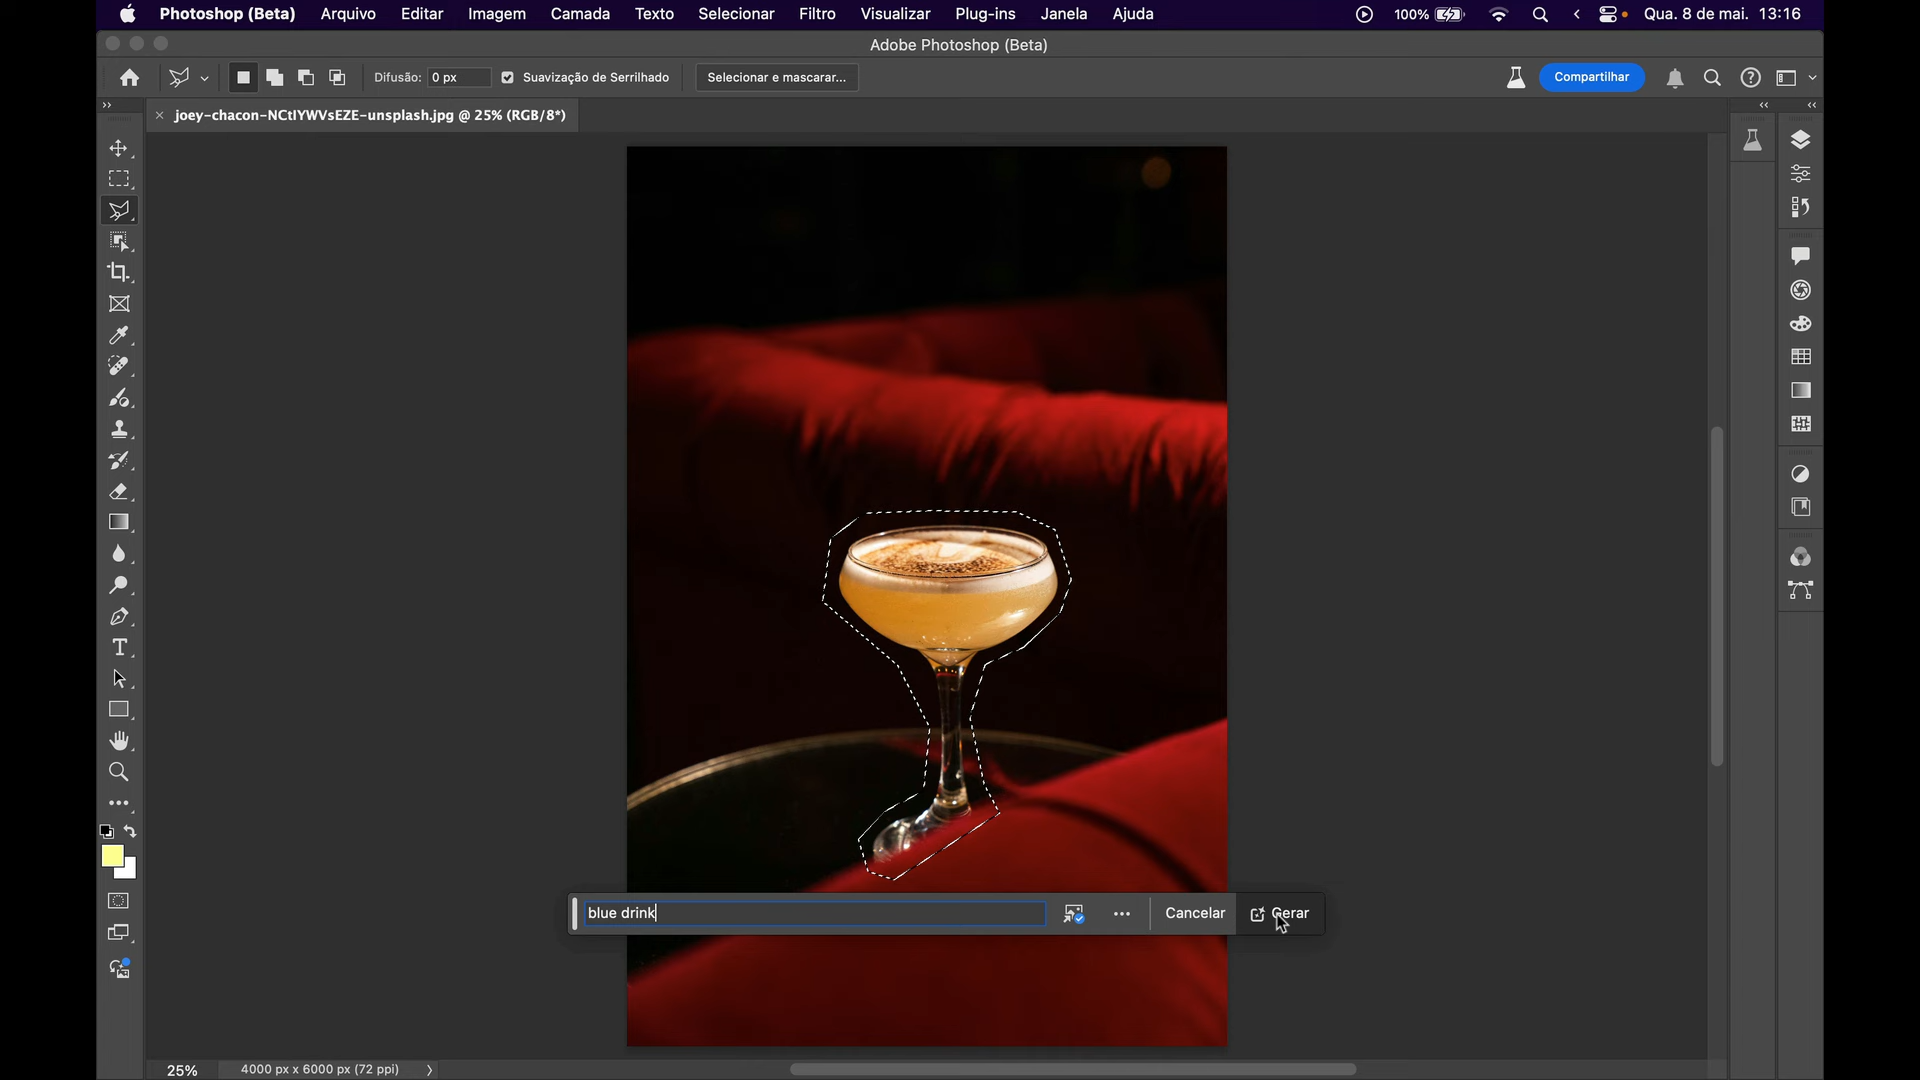 Photoshop (Beta) Arquivo Editar Imagem Camada Texto Selecionar Filtro Visualizar Plug-ins Janela Ajuda 100% Qua. 8 de mai. 13:16
Adobe Photoshop (Beta)
Difusão: 0 px Suavização de Serrilhado Selecionar e mascarar... Compartilhar
joey-chacon-NCtIYWVsEZE-unsplash.jpg @ 25% (RGB/8*)
blue drink Cancelar Gerar
25% 4000 px x 6000 px (72 ppi)